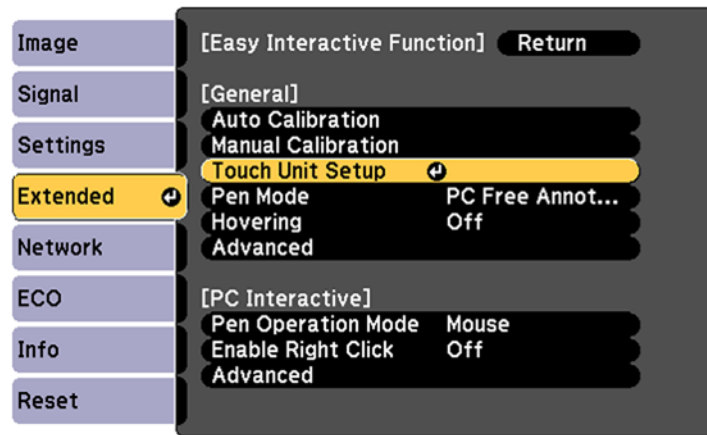 Image
Signal
Settings
Extended
Network
ECO
Info
Reset
[Easy Interactive Function] Return
[General]
Auto Calibration
Manual Calibration
Touch Unit Setup
Pen Mode PC Free Annot...
Hovering Off
Advanced
[PC Interactive]
Pen Operation Mode Mouse
Enable Right Click Off
Advanced